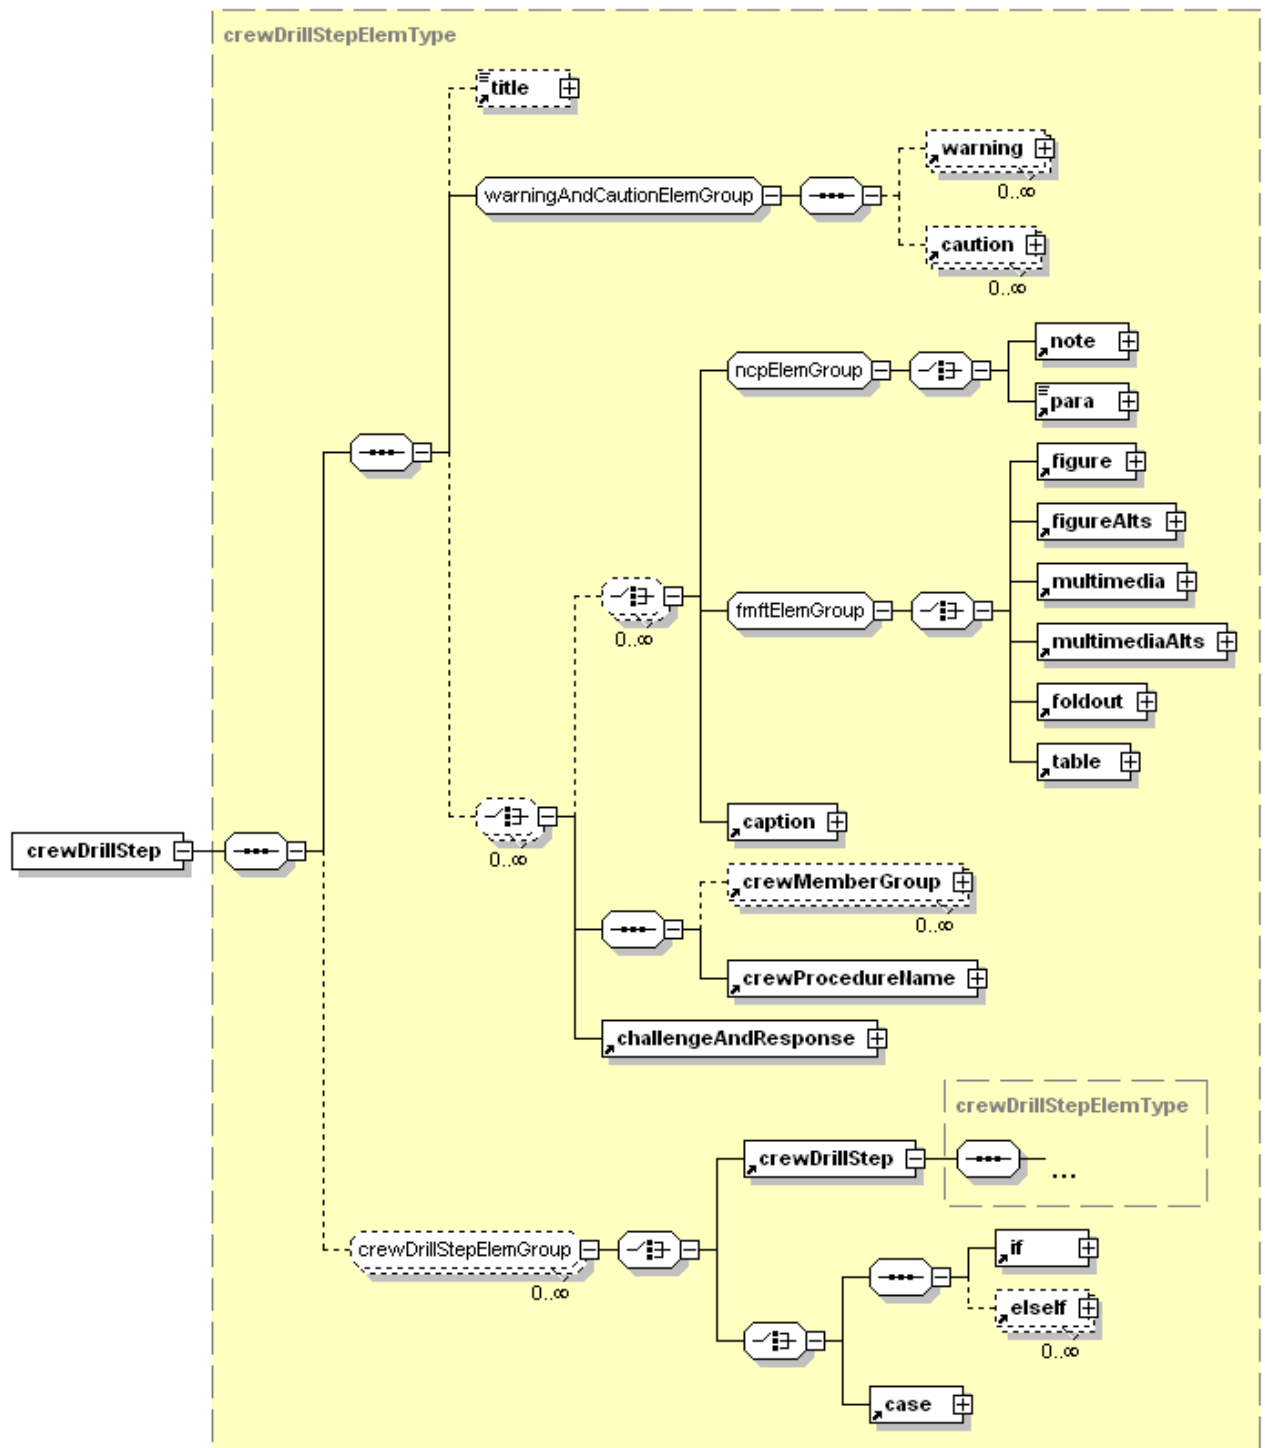 crewDrillStepElemType
title
warning
warningAndCautionElemGroup
0..∞
caution
0..∞
note
ncpElemGroup
para
figure
figureAlts
multimedia
fmftElemGroup
0..∞
multimediaAlts
foldout
table
caption
crewDrillStep
0..∞
crewMemberGroup
0..∞
crewProcedureName
challengeAndResponse
crewDrillStepElemType
crewDrillStep
...
crewDrillStepElemGroup
0..∞
if
elseIf
0..∞
case